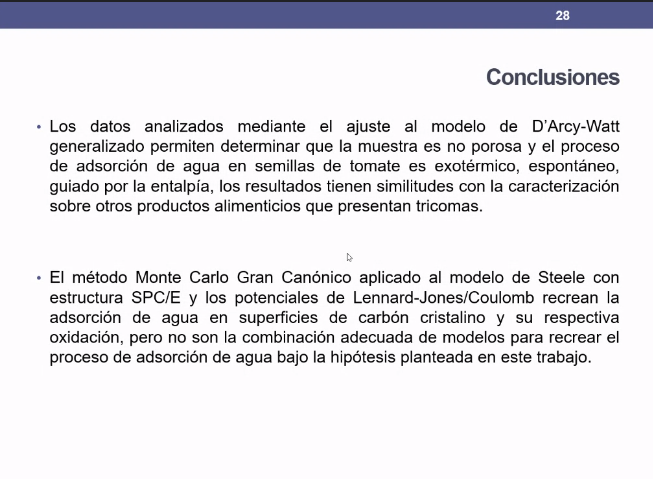 28
Conclusiones
• Los datos analizados mediante el ajuste al modelo de D’Arcy-Watt
generalizado permiten determinar que la muestra es no porosa y el proceso
de adsorción de agua en semillas de tomate es exotérmico, espontáneo,
guiado por la entalpía, los resultados tienen similitudes con la caracterización
sobre otros productos alimenticios que presentan tricomas.
• El método Monte Carlo Gran Canónico aplicado al modelo de Steele con
estructura SPC/E y los potenciales de Lennard-Jones/Coulomb recrean la
adsorción de agua en superficies de carbón cristalino y su respectiva
oxidación, pero no son la combinación adecuada de modelos para recrear el
proceso de adsorción de agua bajo la hipótesis planteada en este trabajo.